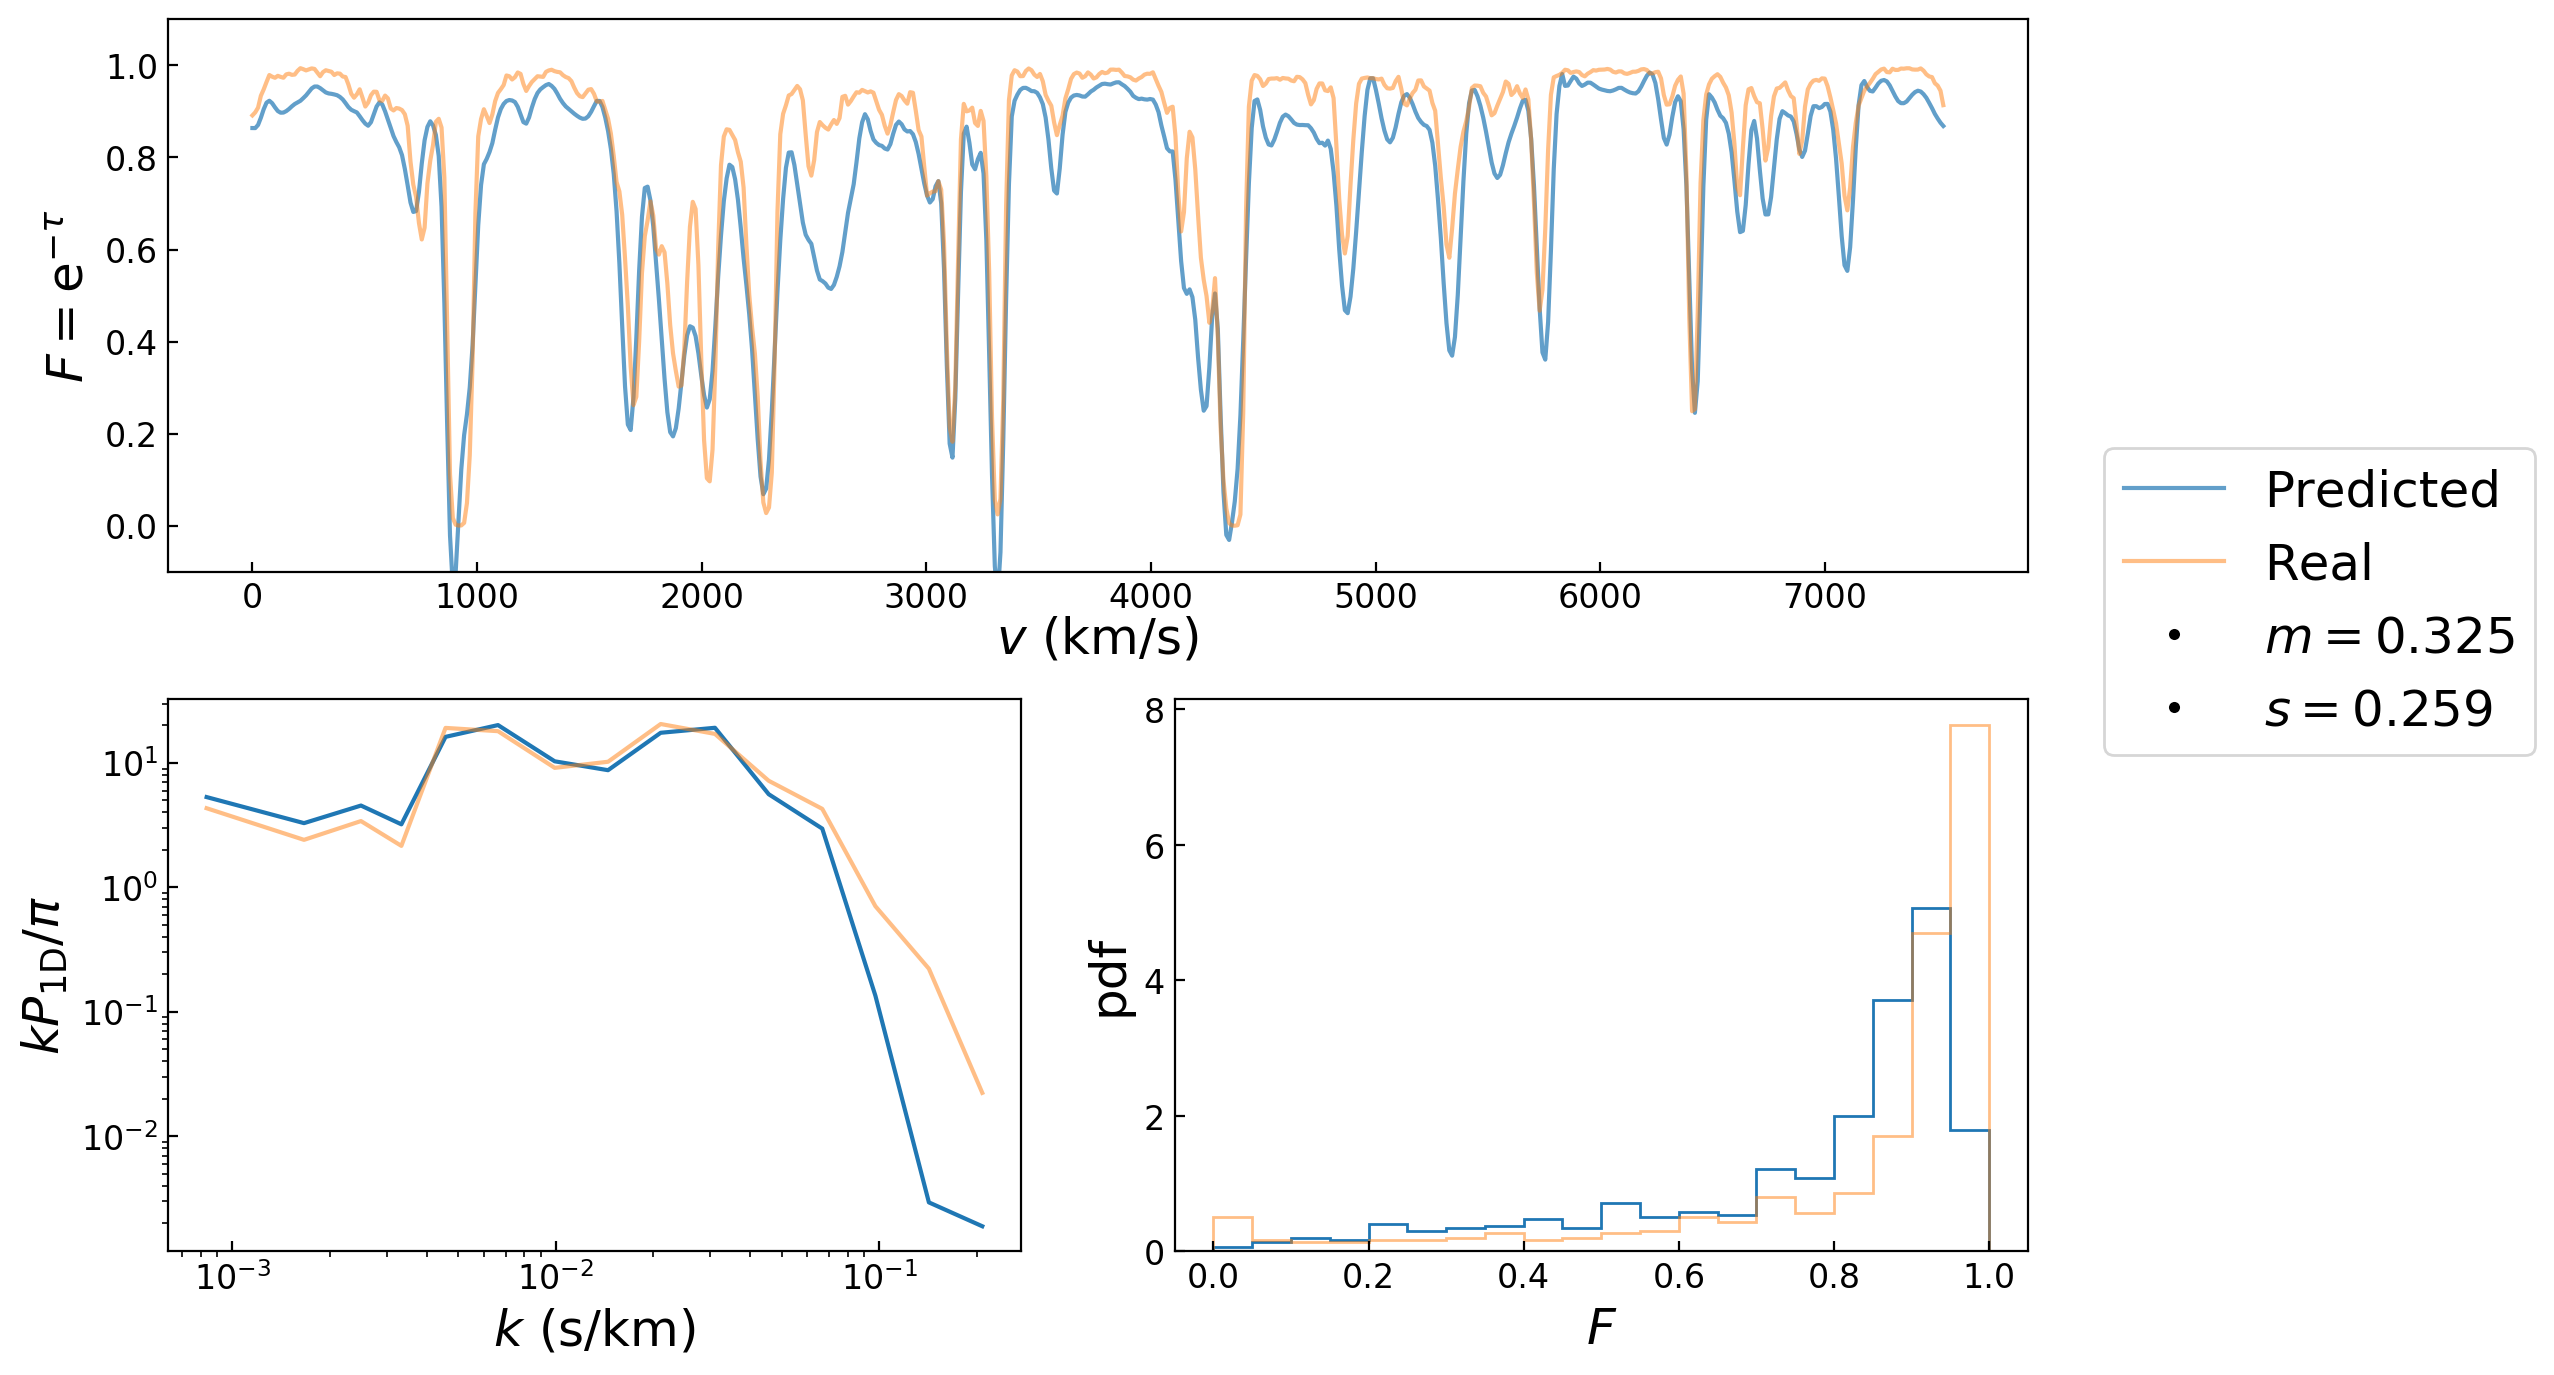 1.0
0.8
0.6
0.4
0.2
0.0
F = e^{−τ}
0 1000 2000 3000 4000 5000 6000 7000
v (km/s)
Predicted
Real
m = 0.325
s = 0.259
10^1
10^0
10^{−1}
10^{−2}
kP_{1D}/π
10^{−3} 10^{−2} 10^{−1}
k (s/km)
8
6
4
2
0
pdf
0.0 0.2 0.4 0.6 0.8 1.0
F